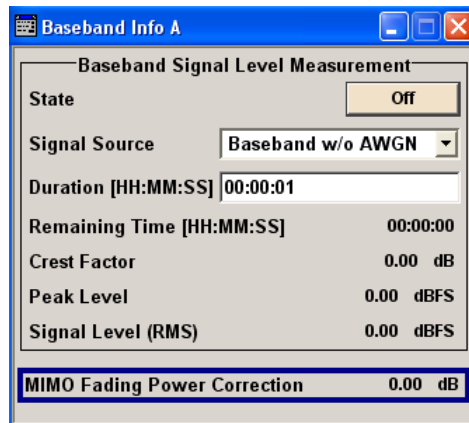 Baseband Info A
Baseband Signal Level Measurement
State Off
Signal Source Baseband w/o AWGN
Duration [HH:MM:SS] 00:00:01
Remaining Time [HH:MM:SS] 00:00:00
Crest Factor 0.00 dB
Peak Level 0.00 dBFS
Signal Level (RMS) 0.00 dBFS
MIMO Fading Power Correction 0.00 dB